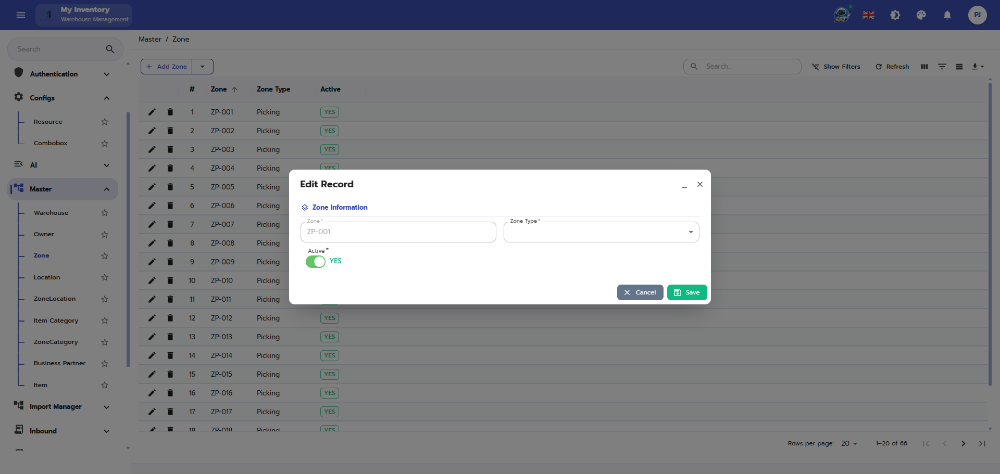 My Inventory
Warehouse Management
PJ
Search
Authentication
Configs
Resource
Combobox
AI
Master
Warehouse
Owner
Zone
Location
ZoneLocation
Item Category
ZoneCategory
Business Partner
Item
Import Manager
Inbound
Master / Zone
Add Zone
Search..
Show Filters
Refresh
# Zone Zone Type Active
1 ZP-001 Picking YES
2 ZP-002 Picking YES
3 ZP-003 Picking YES
4 ZP-004 Picking YES
5 ZP-005 Picking
6 ZP-006 Picking
7 ZP-007 Picking
8 ZP-008 Picking
9 ZP-009 Picking
10 ZP-010 Picking
11 ZP-011 Picking
12 ZP-012 Picking YES
13 ZP-013 Picking YES
14 ZP-014 Picking YES
15 ZP-015 Picking YES
16 ZP-016 Picking YES
17 ZP-017 Picking YES
18 ZP-018 Picking YES
Rows per page: 20 1–20 of 66
Edit Record
Zone Information
Zone *
ZP-001
Zone Type *
Active *
YES
Cancel
Save